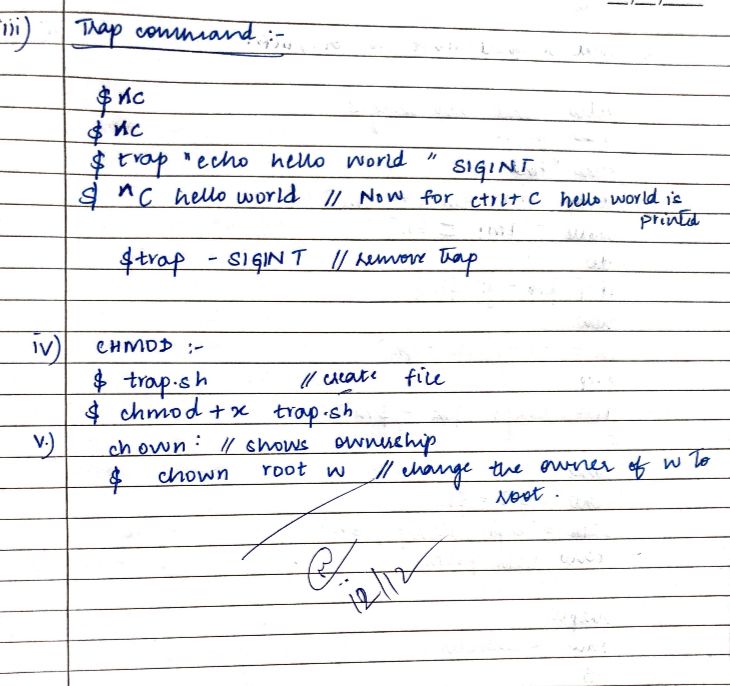 iii) Trap command :-
$ ^C
$ ^C
$ trap "echo hello world" SIGINT
$ ^C hello world // Now for ctrl+C hello world is
printed
$trap - SIGINT // remove trap
iv) CHMOD :-
$ trap.sh // create file
$ chmod +x trap.sh
v.) chown : // shows ownership
$ chown root w // change the owner of w to
root.
12/12